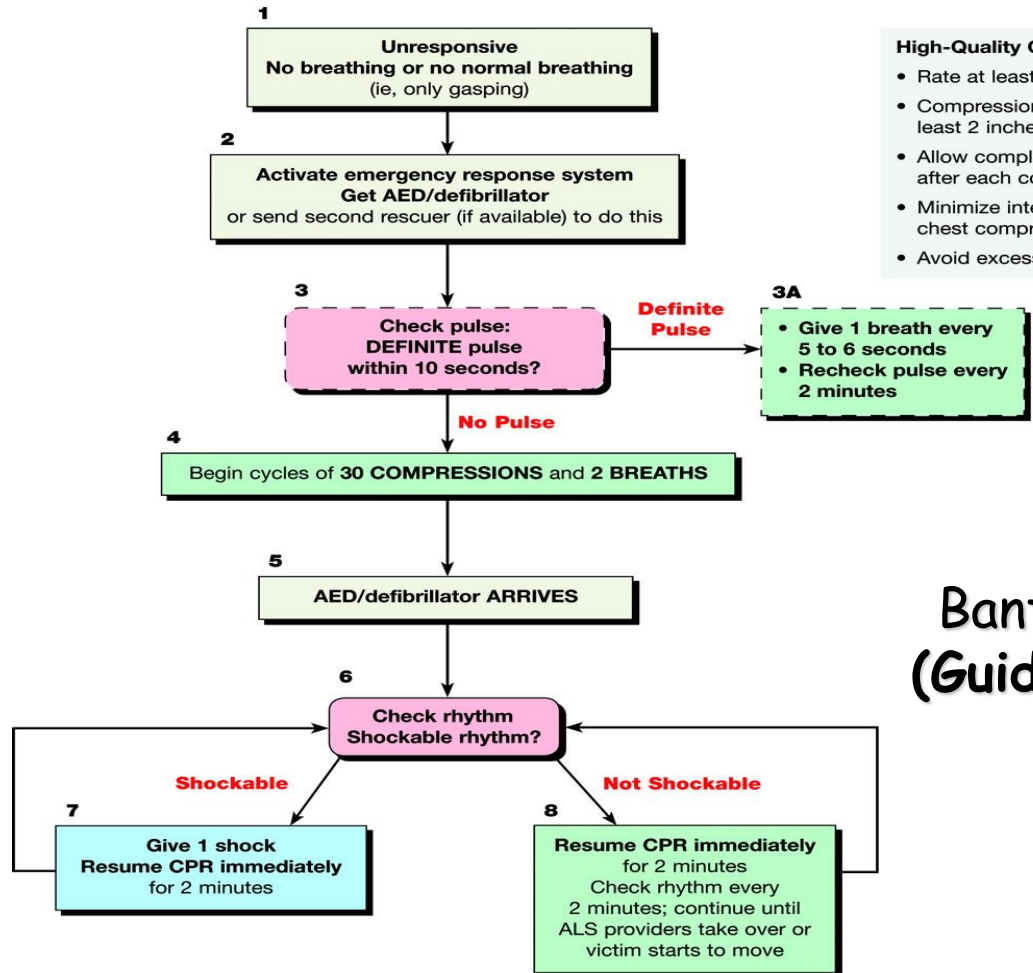 1
Unresponsive
No breathing or no normal breathing
(ie, only gasping)
High-Quality
• Rate at least
• Compression
least 2 inche
• Allow compl
after each co
• Minimize inte
chest compr
• Avoid excess
2
Activate emergency response system
Get AED/defibrillator
or send second rescuer (if available) to do this
3
Check pulse:
DEFINITE pulse
within 10 seconds?
Definite
Pulse
3A
• Give 1 breath every
5 to 6 seconds
• Recheck pulse every
2 minutes
No Pulse
4
Begin cycles of 30 COMPRESSIONS and 2 BREATHS
5
AED/defibrillator ARRIVES
Bant
(Guid
6
Check rhythm
Shockable rhythm?
Shockable
Not Shockable
7
Give 1 shock
Resume CPR immediately
for 2 minutes
8
Resume CPR immediately
for 2 minutes
Check rhythm every
2 minutes; continue until
ALS providers take over or
victim starts to move